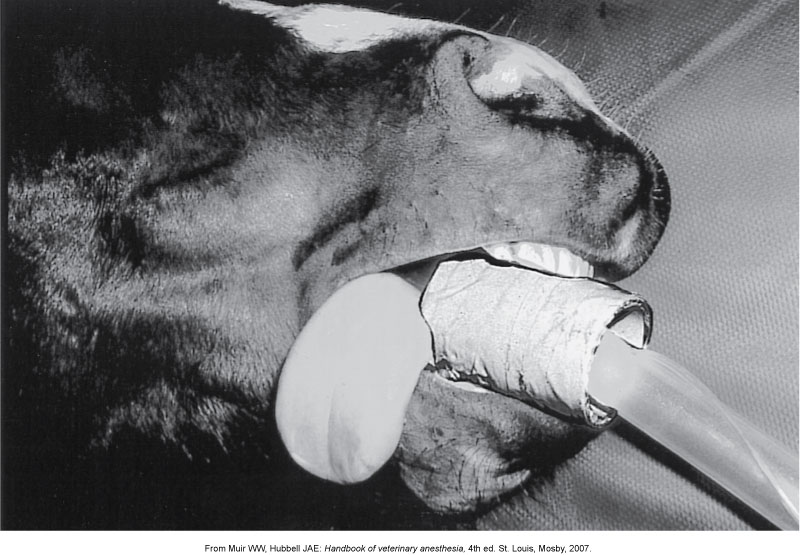 From Muir WW, Hubbell JAE: Handbook of veterinary anesthesia, 4th ed. St. Louis, Mosby, 2007.